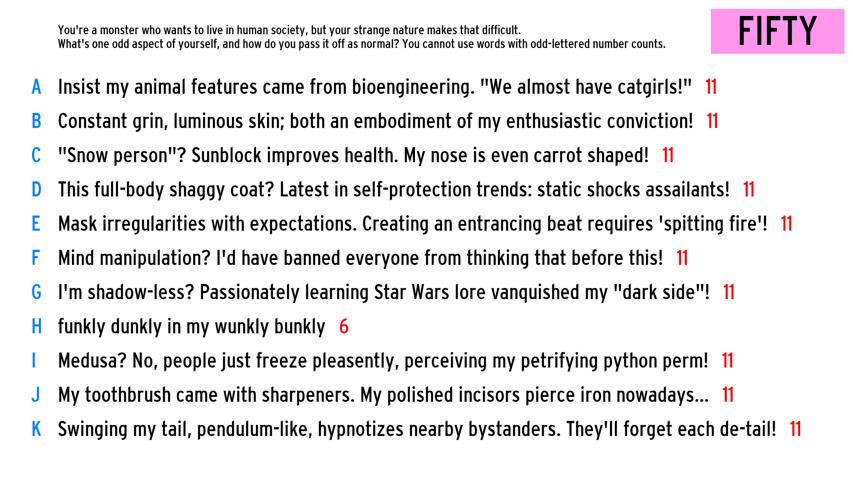 You're a monster who wants to live in human society, but your strange nature makes that difficult.
What's one odd aspect of yourself, and how do you pass it off as normal? You cannot use words with odd-lettered number counts.
FIFTY
A Insist my animal features came from bioengineering. "We almost have catgirls!" 11
B Constant grin, luminous skin; both an embodiment of my enthusiastic conviction! 11
C "Snow person"? Sunblock improves health. My nose is even carrot shaped! 11
D This full-body shaggy coat? Latest in self-protection trends: static shocks assailants! 11
E Mask irregularities with expectations. Creating an entrancing beat requires 'spitting fire'! 11
F Mind manipulation? I'd have banned everyone from thinking that before this! 11
G I'm shadow-less? Passionately learning Star Wars lore vanquished my "dark side"! 11
H funkly dunkly in my wunkly bunkly 6
I Medusa? No, people just freeze pleasently, perceiving my petrifying python perm! 11
J My toothbrush came with sharpeners. My polished incisors pierce iron nowadays... 11
K Swinging my tail, pendulum-like, hypnotizes nearby bystanders. They'll forget each de-tail! 11